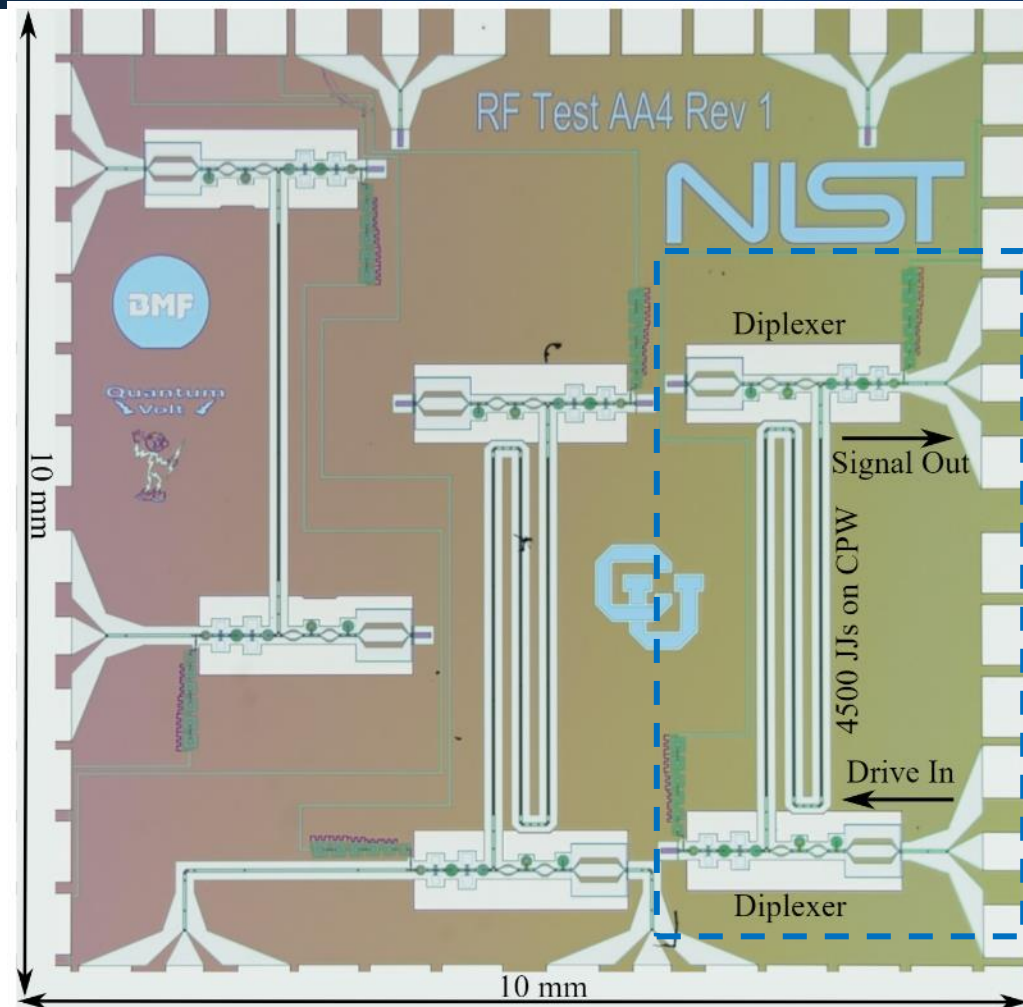 RF Test AA4 Rev 1
NIST
BMF
Diplexer
Quantum
Volt
Signal Out
10 mm
4500 JJs on CPW
CU
Drive In
Diplexer
10 mm